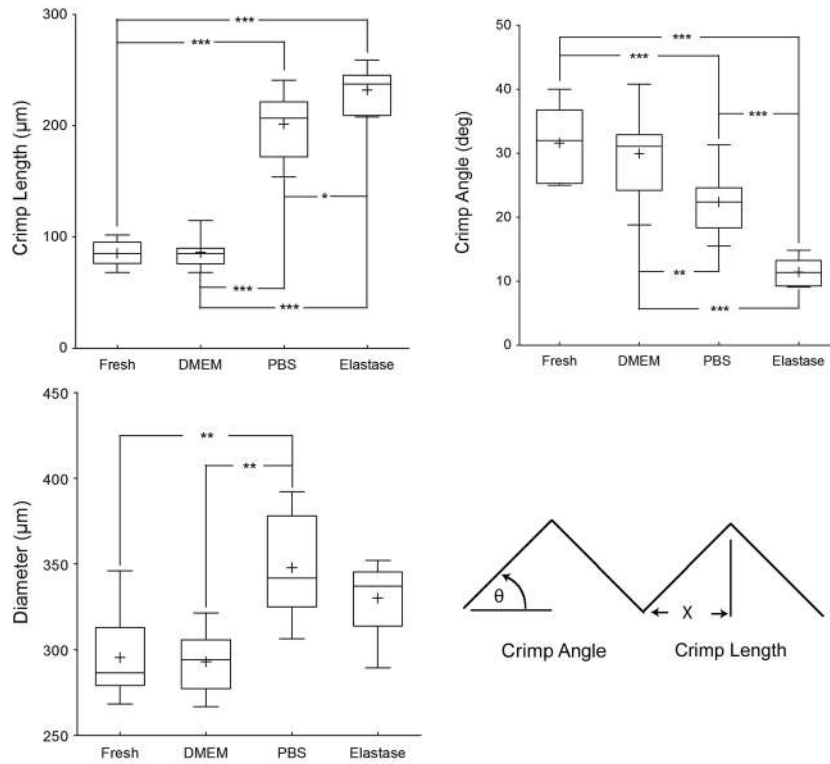 300
200
100
0
Crimp Length (µm)
***
***
*
***
***
Fresh DMEM PBS Elastase
50
40
30
20
10
0
Crimp Angle (deg)
***
***
***
**
***
Fresh DMEM PBS Elastase
450
400
350
300
250
Diameter (µm)
**
**
Fresh DMEM PBS Elastase
θ
X
Crimp Angle
Crimp Length